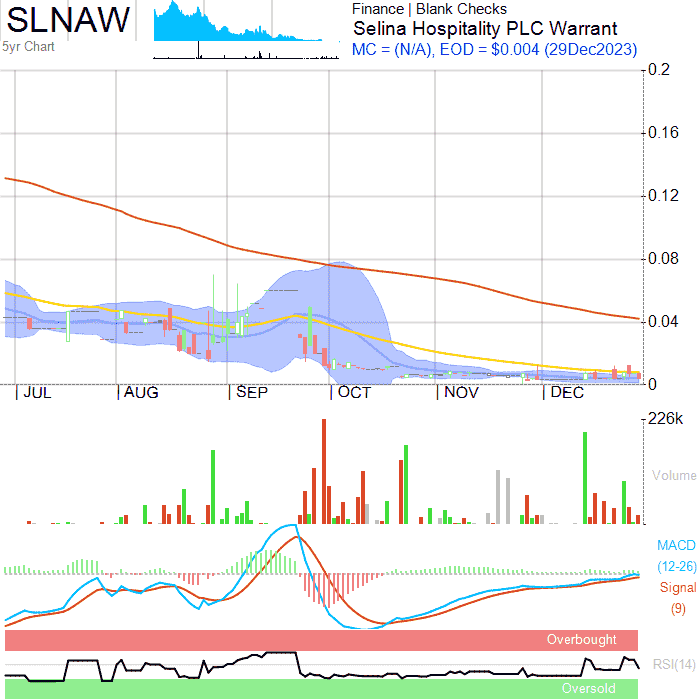 SLNAW
5yr Chart
Finance | Blank Checks
Selina Hospitality PLC Warrant
MC = (N/A), EOD = $0.004 (29Dec2023)
0.2
0.16
0.12
0.08
0.04
0
JUL AUG SEP OCT NOV DEC
226k
Volume
MACD
(12-26)
Signal
(9)
Overbought
RSI(14)
Oversold